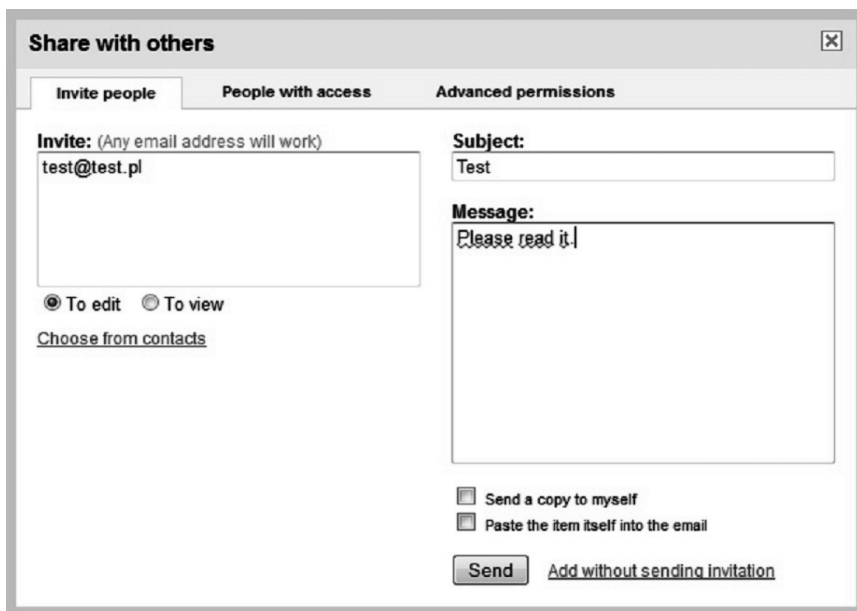 Share with others
Invite people People with access Advanced permissions
Invite: (Any email address will work)
test@test.pl
To edit To view
Choose from contacts
Subject:
Test
Message:
Please read it.
Send a copy to myself
Paste the item itself into the email
Send Add without sending invitation